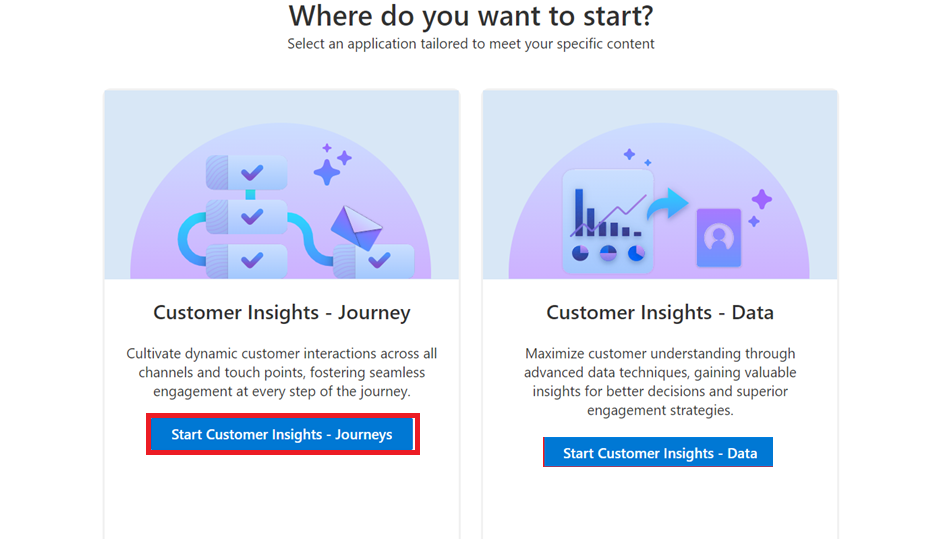 Where do you want to start?
Select an application tailored to meet your specific content
Customer Insights - Journey
Cultivate dynamic customer interactions across all
channels and touch points, fostering seamless
engagement at every step of the journey.
Start Customer Insights - Journeys
Customer Insights - Data
Maximize customer understanding through
advanced data techniques, gaining valuable
insights for better decisions and superior
engagement strategies.
Start Customer Insights - Data